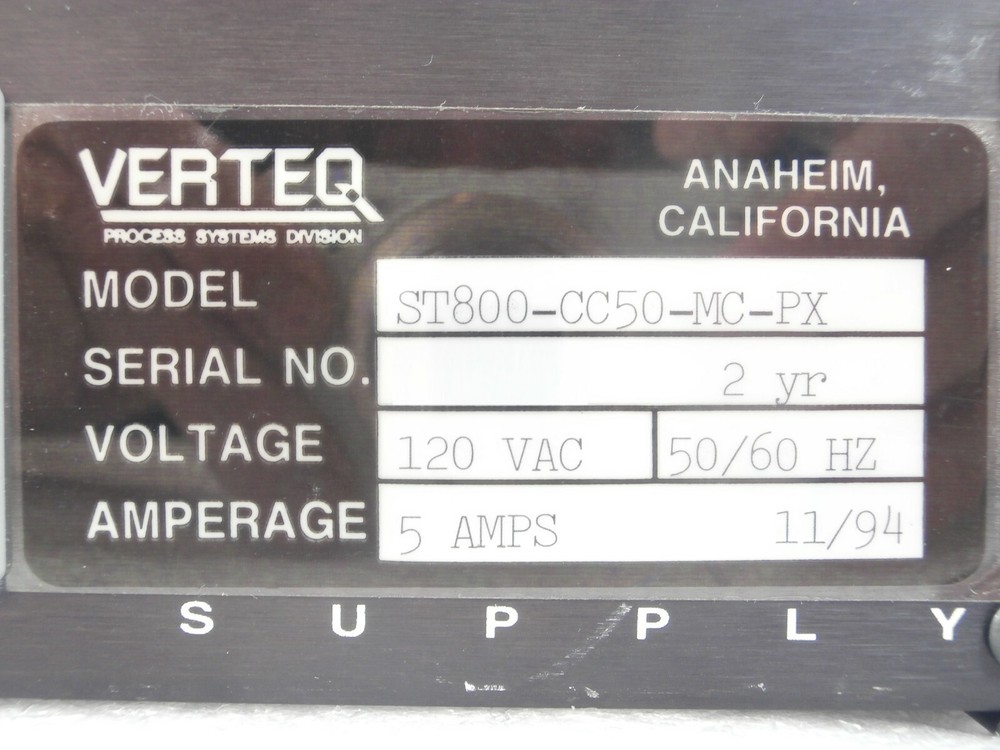 VERTEQ
PROCESS SYSTEMS DIVISION
ANAHEIM,
CALIFORNIA
MODEL ST800-CC50-MC-PX
SERIAL NO. 2 yr
VOLTAGE 120 VAC 50/60 HZ
AMPERAGE 5 AMPS 11/94
SUPPLY